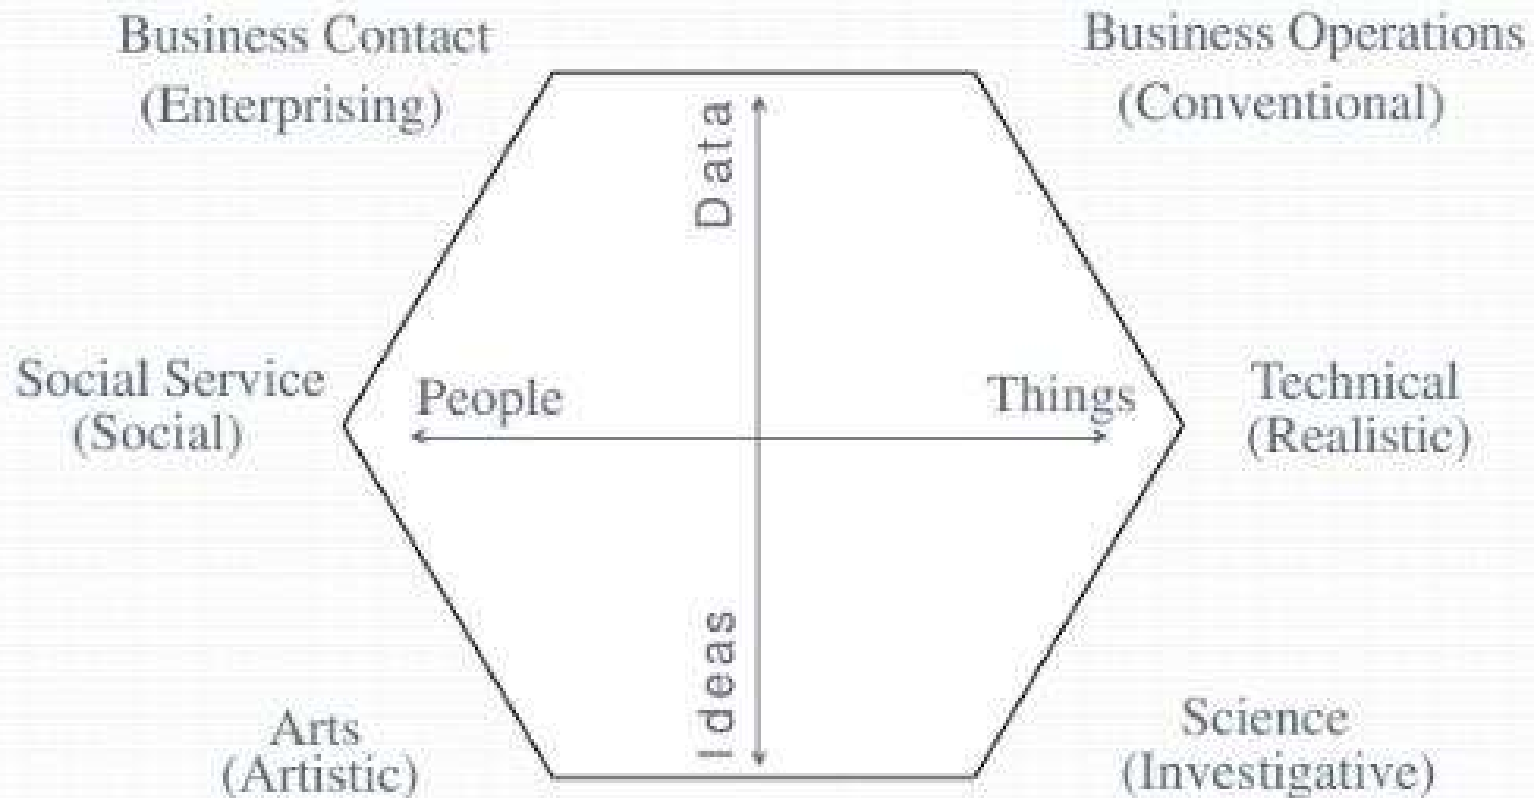 Business Contact
(Enterprising)
Business Operations
(Conventional)
Data
Social Service
(Social)
People
Things
Technical
(Realistic)
Ideas
Arts
(Artistic)
Science
(Investigative)